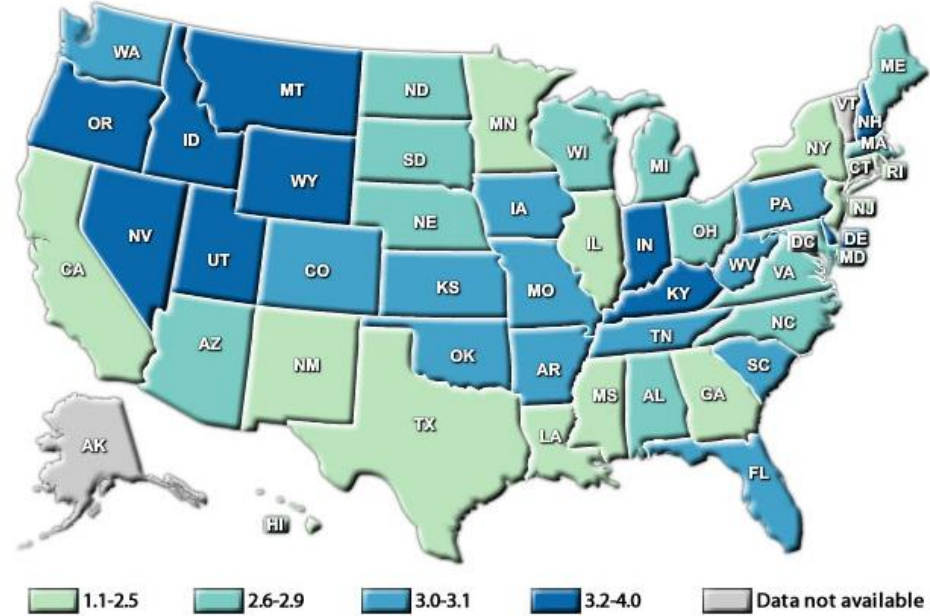 WA
MT
ND
MN
ME
VT
NH
OR
ID
WY
SD
WI
MI
NY
MA
CT
RI
NV
UT
CO
NE
IA
IL
IN
OH
PA
NJ
DE
DC
MD
WV
VA
CA
KS
MO
KY
AZ
NM
OK
AR
TN
NC
SC
TX
LA
MS
AL
GA
FL
AK
HI
1.1-2.5 2.6-2.9 3.0-3.1 3.2-4.0 Data not available